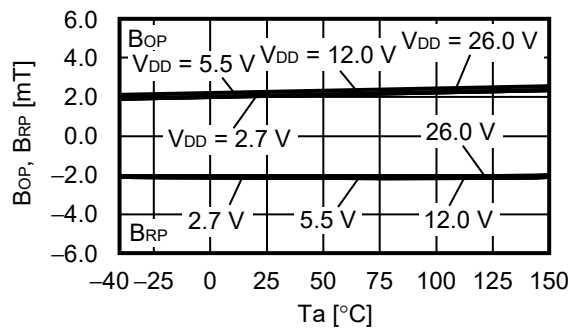 BOP, BRP [mT]
6.0
4.0
2.0
0.0
−2.0
−4.0
−6.0
BOP
VDD = 5.5 V
VDD = 12.0 V
VDD = 26.0 V
VDD = 2.7 V
26.0 V
2.7 V
5.5 V
12.0 V
BRP
−40 −25 0 25 50 75 100 125 150
Ta [°C]